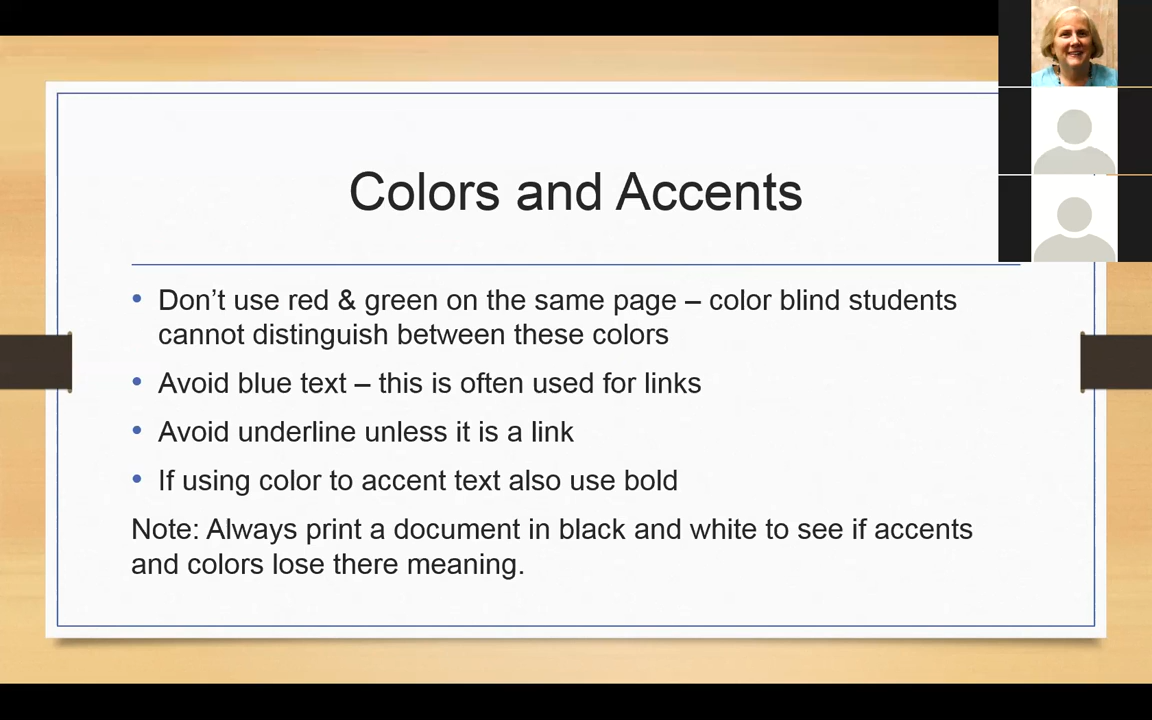 Colors and Accents
• Don’t use red & green on the same page – color blind students
cannot distinguish between these colors
• Avoid blue text – this is often used for links
• Avoid underline unless it is a link
• If using color to accent text also use bold
Note: Always print a document in black and white to see if accents
and colors lose there meaning.